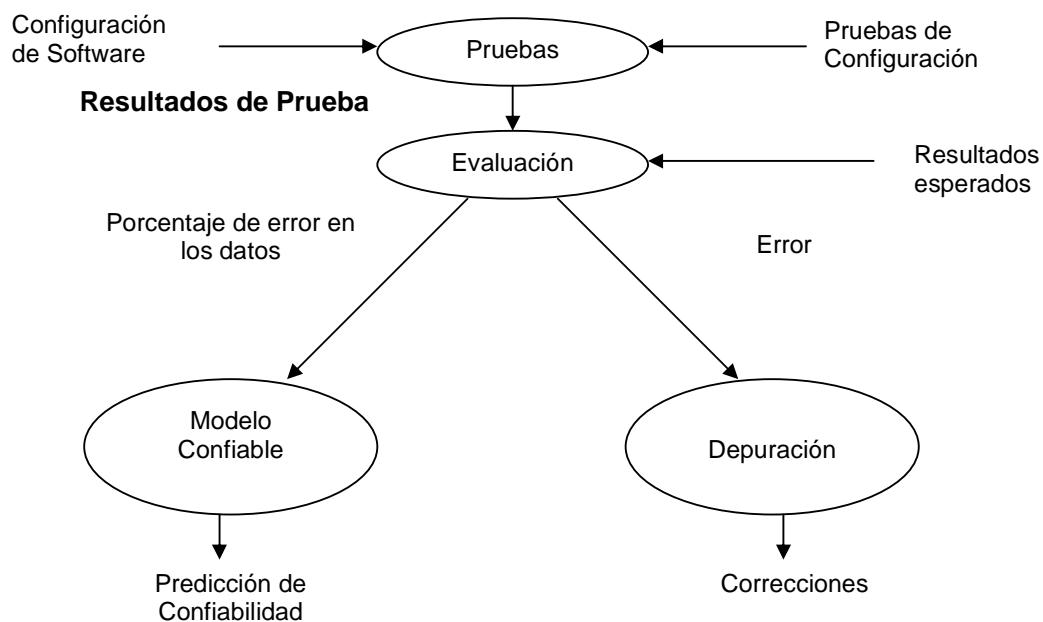 Configuración
de Software
Pruebas
Pruebas de
Configuración
Resultados de Prueba
Evaluación
Resultados
esperados
Porcentaje de error en
los datos
Error
Modelo
Confiable
Depuración
Predicción de
Confiabilidad
Correcciones